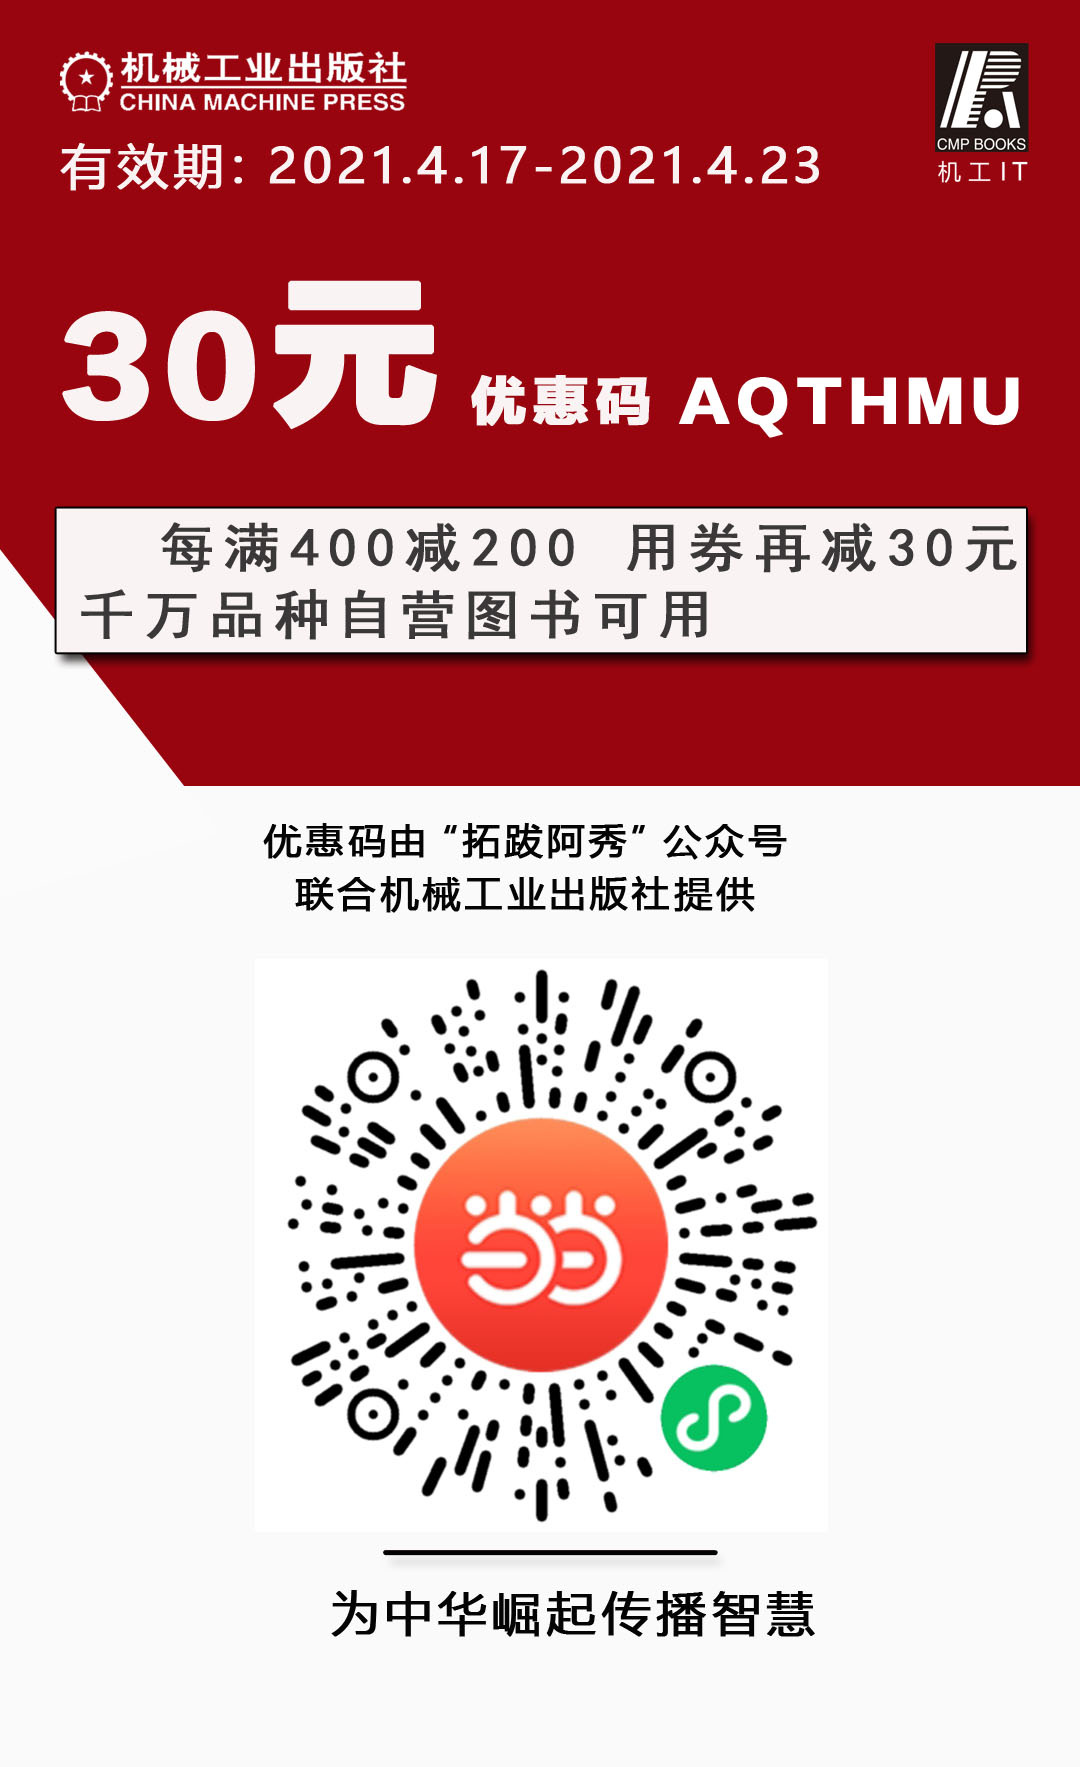 机械工业出版社
CHINA MACHINE PRESS
CMP BOOKS
机工IT
有效期：2021.4.17-2021.4.23
30元 优惠码 AQTHMU
每满400减200 用券再减30元
千万品种自营图书可用
优惠码由“拓跋阿秀”公众号
联合机械工业出版社提供
当当
为中华崛起传播智慧